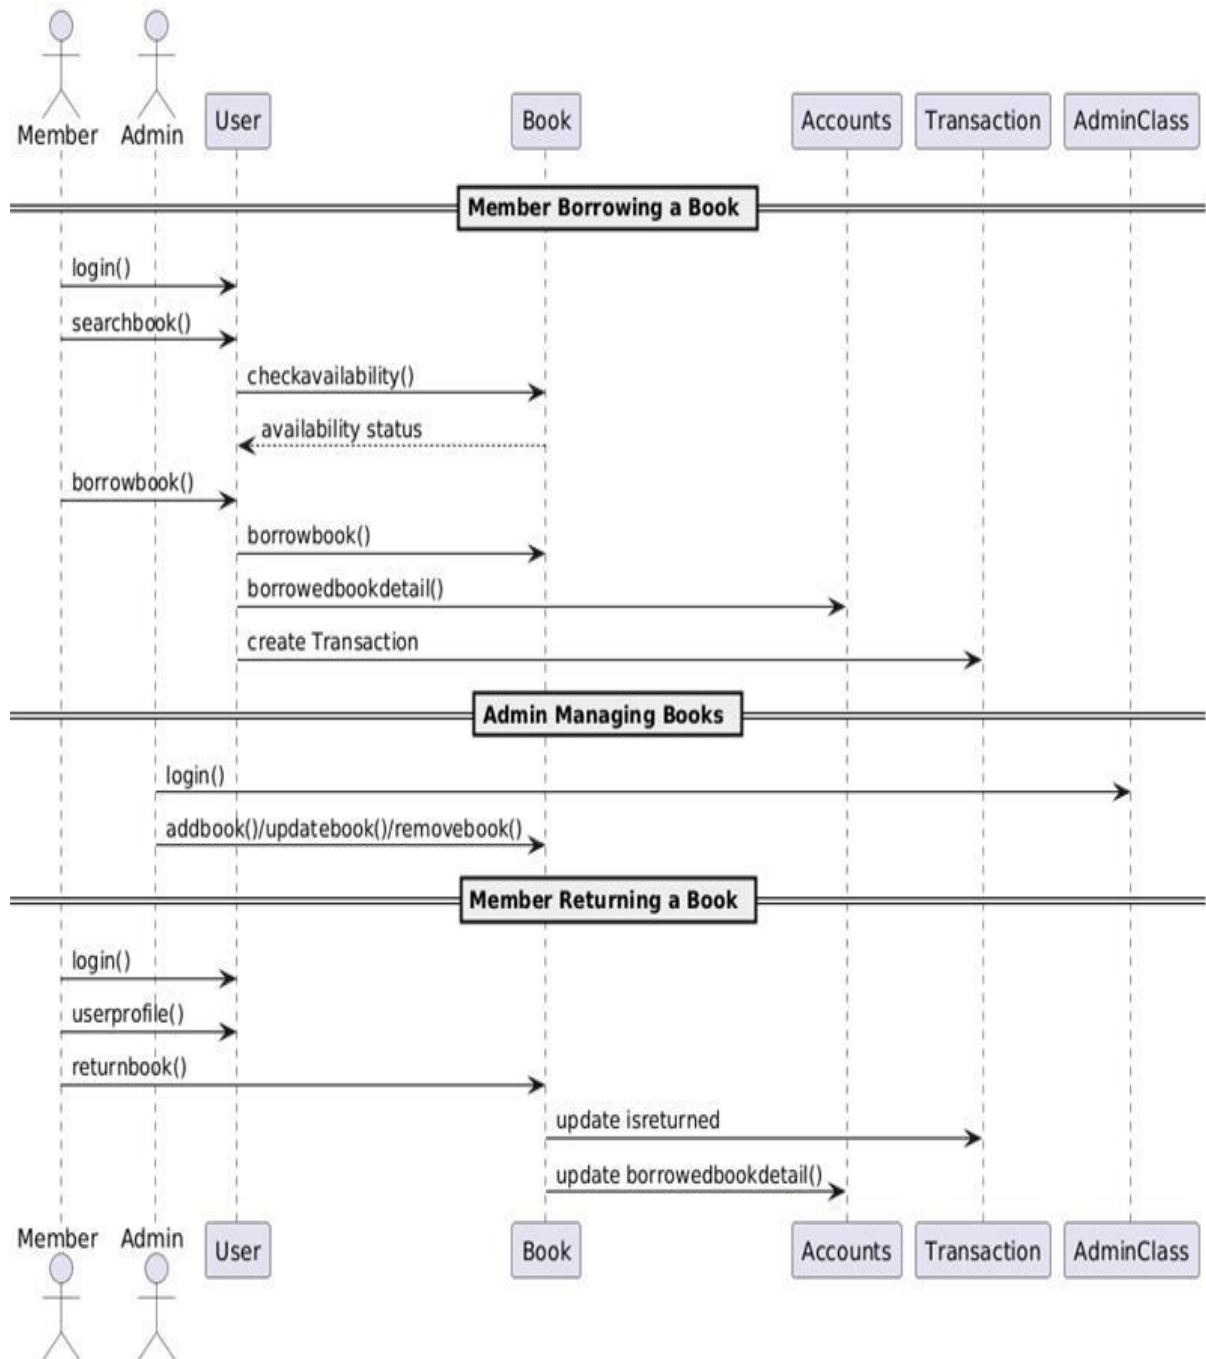 Member Admin User Book Accounts Transaction AdminClass
Member Borrowing a Book
login()
searchbook()
checkavailability()
availability status
borrowbook()
borrowbook()
borrowedbookdetail()
create Transaction
Admin Managing Books
login()
addbook()/updatebook()/removebook()
Member Returning a Book
login()
userprofile()
returnbook()
update isreturned
update borrowedbookdetail()
Member Admin User Book Accounts Transaction AdminClass